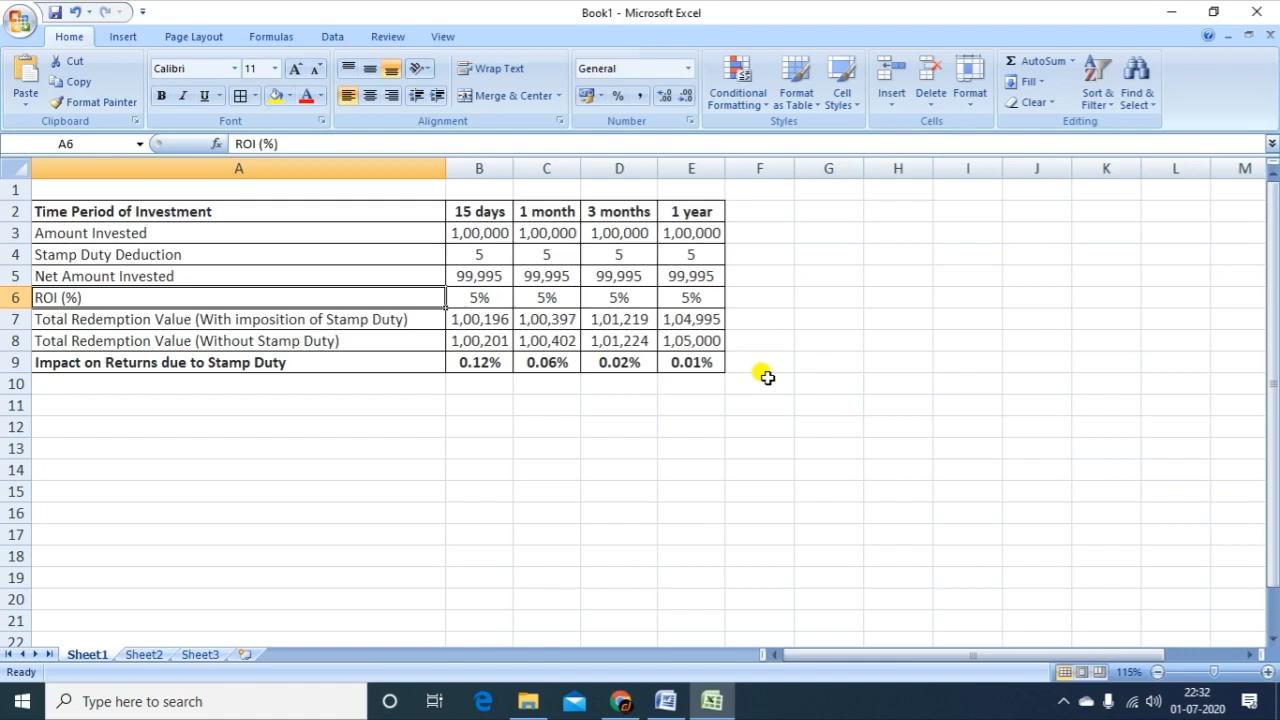 Book1 - Microsoft Excel
Home Insert Page Layout Formulas Data Review View
Paste
Cut
Copy
Format Painter
Clipboard
Calibri 11 A A
B I U A
Font
Wrap Text
Merge & Center
Alignment
General
% ,
Number
Conditional Formatting
Format as Table
Cell Styles
Styles
Insert
Delete
Format
Cells
Σ AutoSum
Fill
Clear
Sort & Filter
Find & Select
Editing
A6 fx ROI (%)
A B C D E F G H I J K L M
1
2 Time Period of Investment 15 days 1 month 3 months 1 year
3 Amount Invested 1,00,000 1,00,000 1,00,000 1,00,000
4 Stamp Duty Deduction 5 5 5 5
5 Net Amount Invested 99,995 99,995 99,995 99,995
6 ROI (%) 5% 5% 5% 5%
7 Total Redemption Value (With imposition of Stamp Duty) 1,00,196 1,00,397 1,01,219 1,04,995
8 Total Redemption Value (Without Stamp Duty) 1,00,201 1,00,402 1,01,224 1,05,000
9 Impact on Returns due to Stamp Duty 0.12% 0.06% 0.02% 0.01%
10
11
12
13
14
15
16
17
18
19
20
21
22
Sheet1 Sheet2 Sheet3
Ready 115%
Type here to search
22:32
01-07-2020